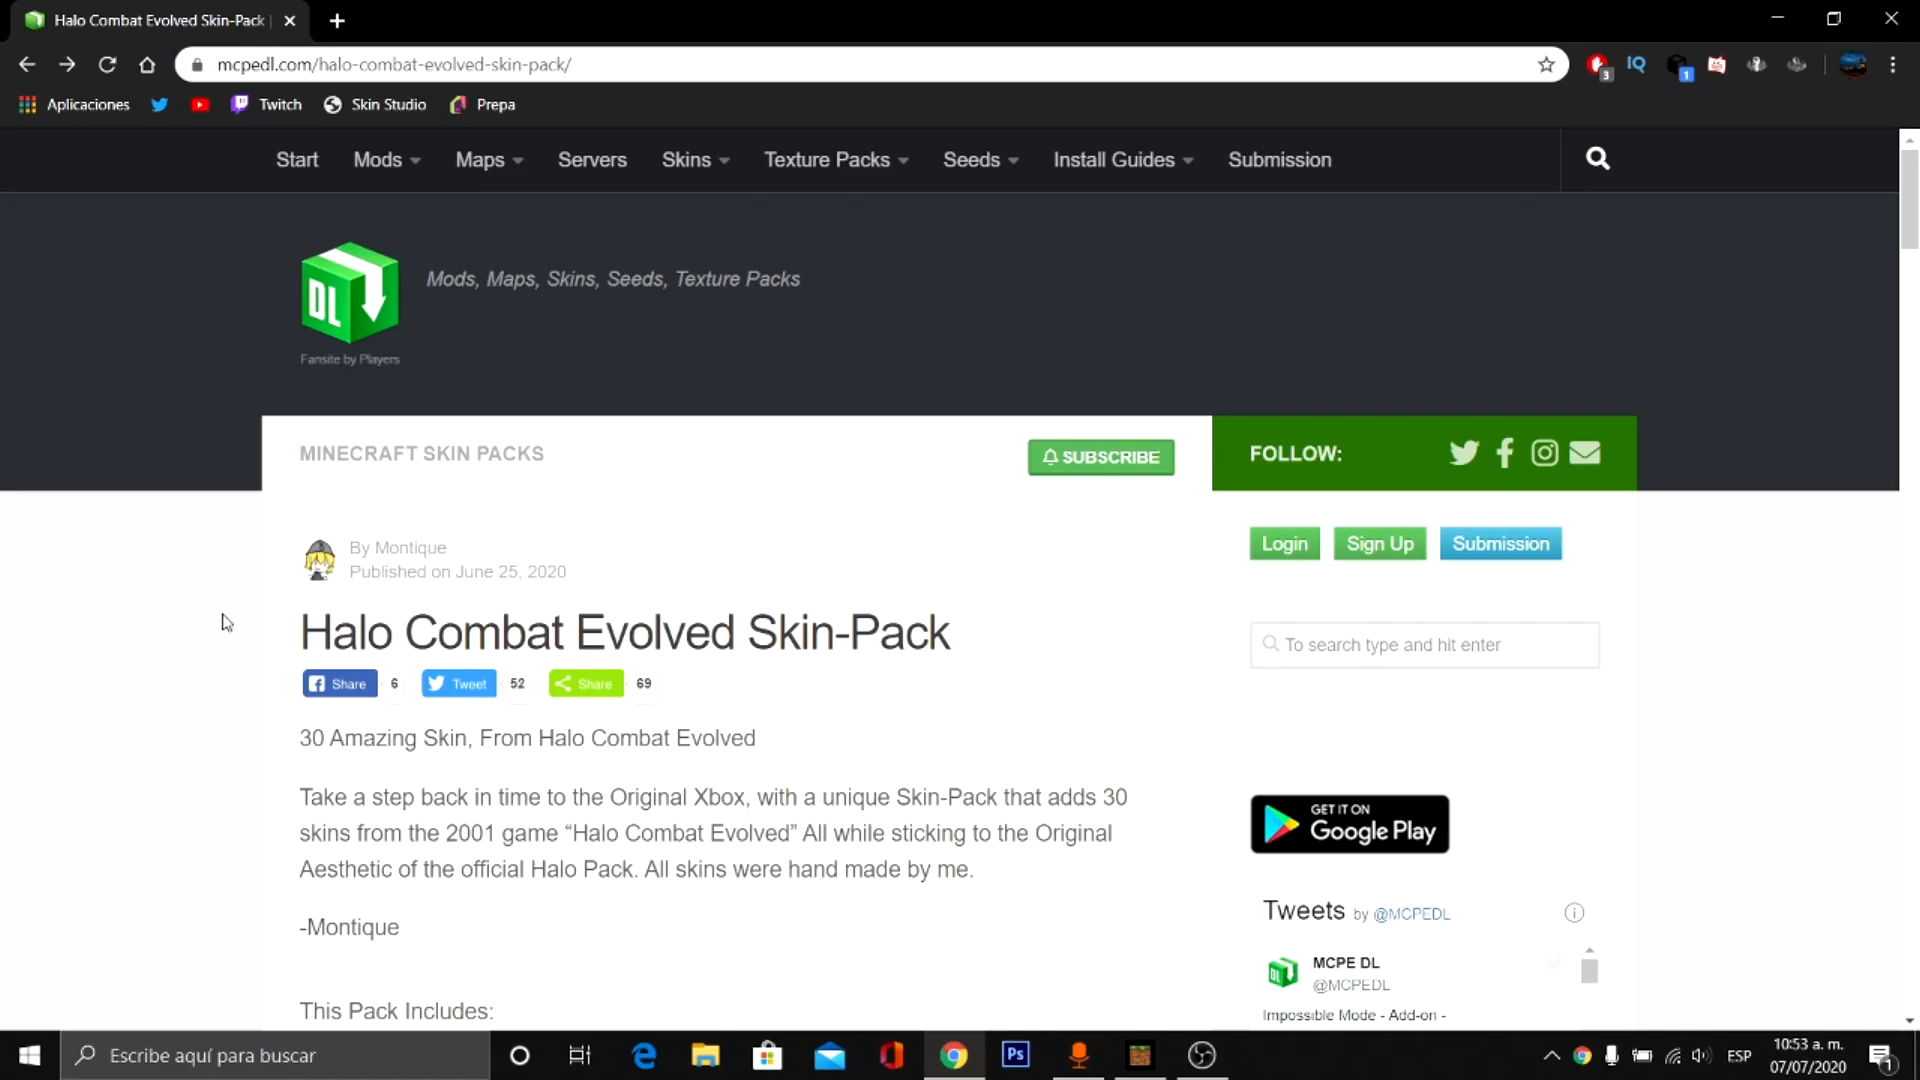 Halo Combat Evolved Skin-Pack
mcpedl.com/halo-combat-evolved-skin-pack/
3
IQ
1
Aplicaciones
Twitch
Skin Studio
Prepa
Start
Mods
Maps
Servers
Skins
Texture Packs
Seeds
Install Guides
Submission
DL
Mods, Maps, Skins, Seeds, Texture Packs
Fansite by Players
MINECRAFT SKIN PACKS
SUBSCRIBE
FOLLOW:
By Montique
Published on June 25, 2020
Login
Sign Up
Submission
Halo Combat Evolved Skin-Pack
To search type and hit enter
Share
6
Tweet
52
Share
69
30 Amazing Skin, From Halo Combat Evolved
Take a step back in time to the Original Xbox, with a unique Skin-Pack that adds 30
skins from the 2001 game “Halo Combat Evolved” All while sticking to the Original
Aesthetic of the official Halo Pack. All skins were hand made by me.
-Montique
This Pack Includes:
GET IT ON
Google Play
Tweets by @MCPEDL
MCPE DL
@MCPEDL
Impossible Mode - Add-on -
Escribe aquí para buscar
Ps
ESP
10:53 a. m.
07/07/2020
1